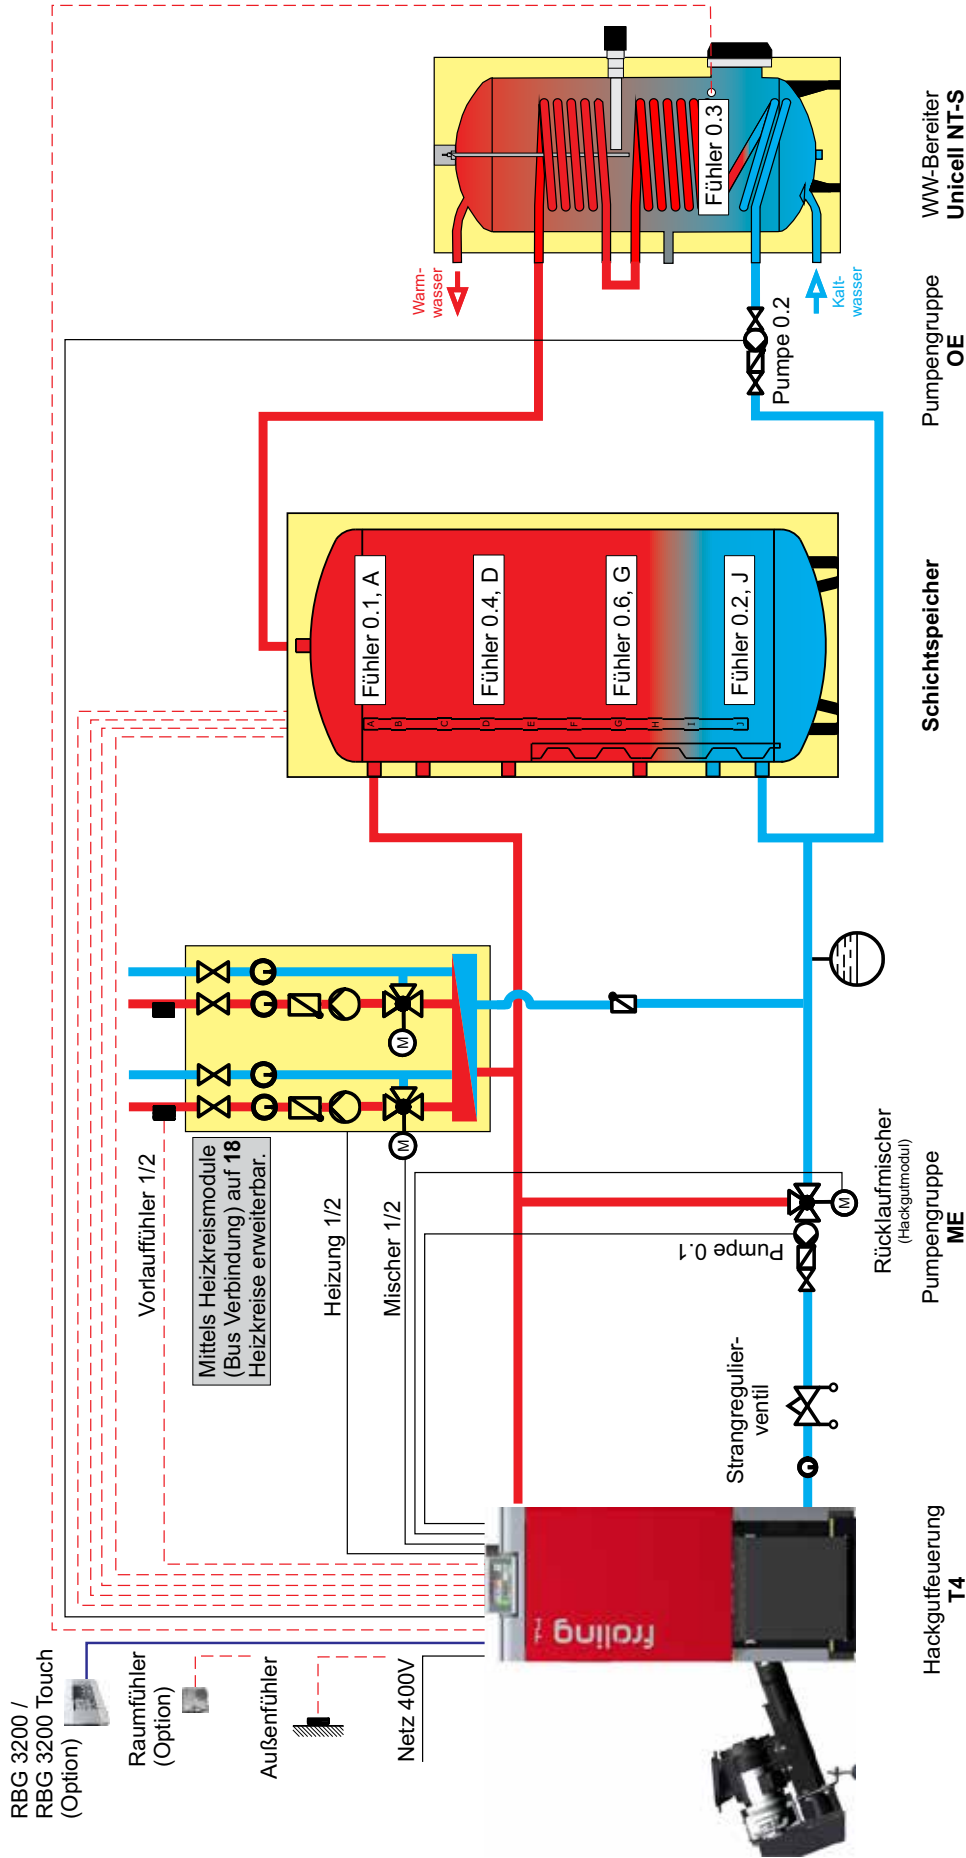 RBG 3200 /
RBG 3200 Touch
(Option)
Raumfühler
(Option)
Außenfühler
Netz 400V
Vorlauffühler 1/2
Mittels Heizkreismodule
(Bus Verbindung) auf 18
Heizkreise erweiterbar.
Heizung 1/2
Mischer 1/2
M
M
Pumpe 0.1
M
Strangregulier-
ventil
froling
T4
Fühler 0.1, A
Fühler 0.4, D
Fühler 0.6, G
Fühler 0.2, J
A
B
C
D
E
F
G
H
I
J
Warm-
wasser
Kalt-
wasser
Fühler 0.3
Pumpe 0.2
Hackgutfeuerung
T4
Rücklaufmischer
(Hackgutmodul)
Pumpengruppe
ME
Schichtspeicher
Pumpengruppe
OE
WW-Bereiter
Unicell NT-S